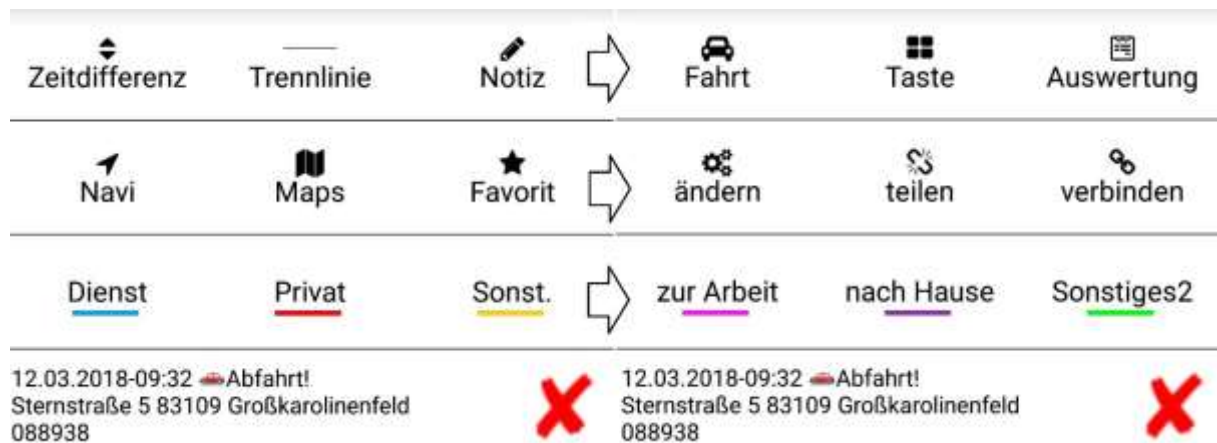 Zeitdifferenz Trennlinie Notiz Fahrt Taste Auswertung
Navi Maps Favorit ändern teilen verbinden
Dienst Privat Sonst. zur Arbeit nach Hause Sonstiges2
12.03.2018-09:32 🚗Abfahrt!
Sternstraße 5 83109 Großkarolinenfeld
088938
12.03.2018-09:32 🚗Abfahrt!
Sternstraße 5 83109 Großkarolinenfeld
088938